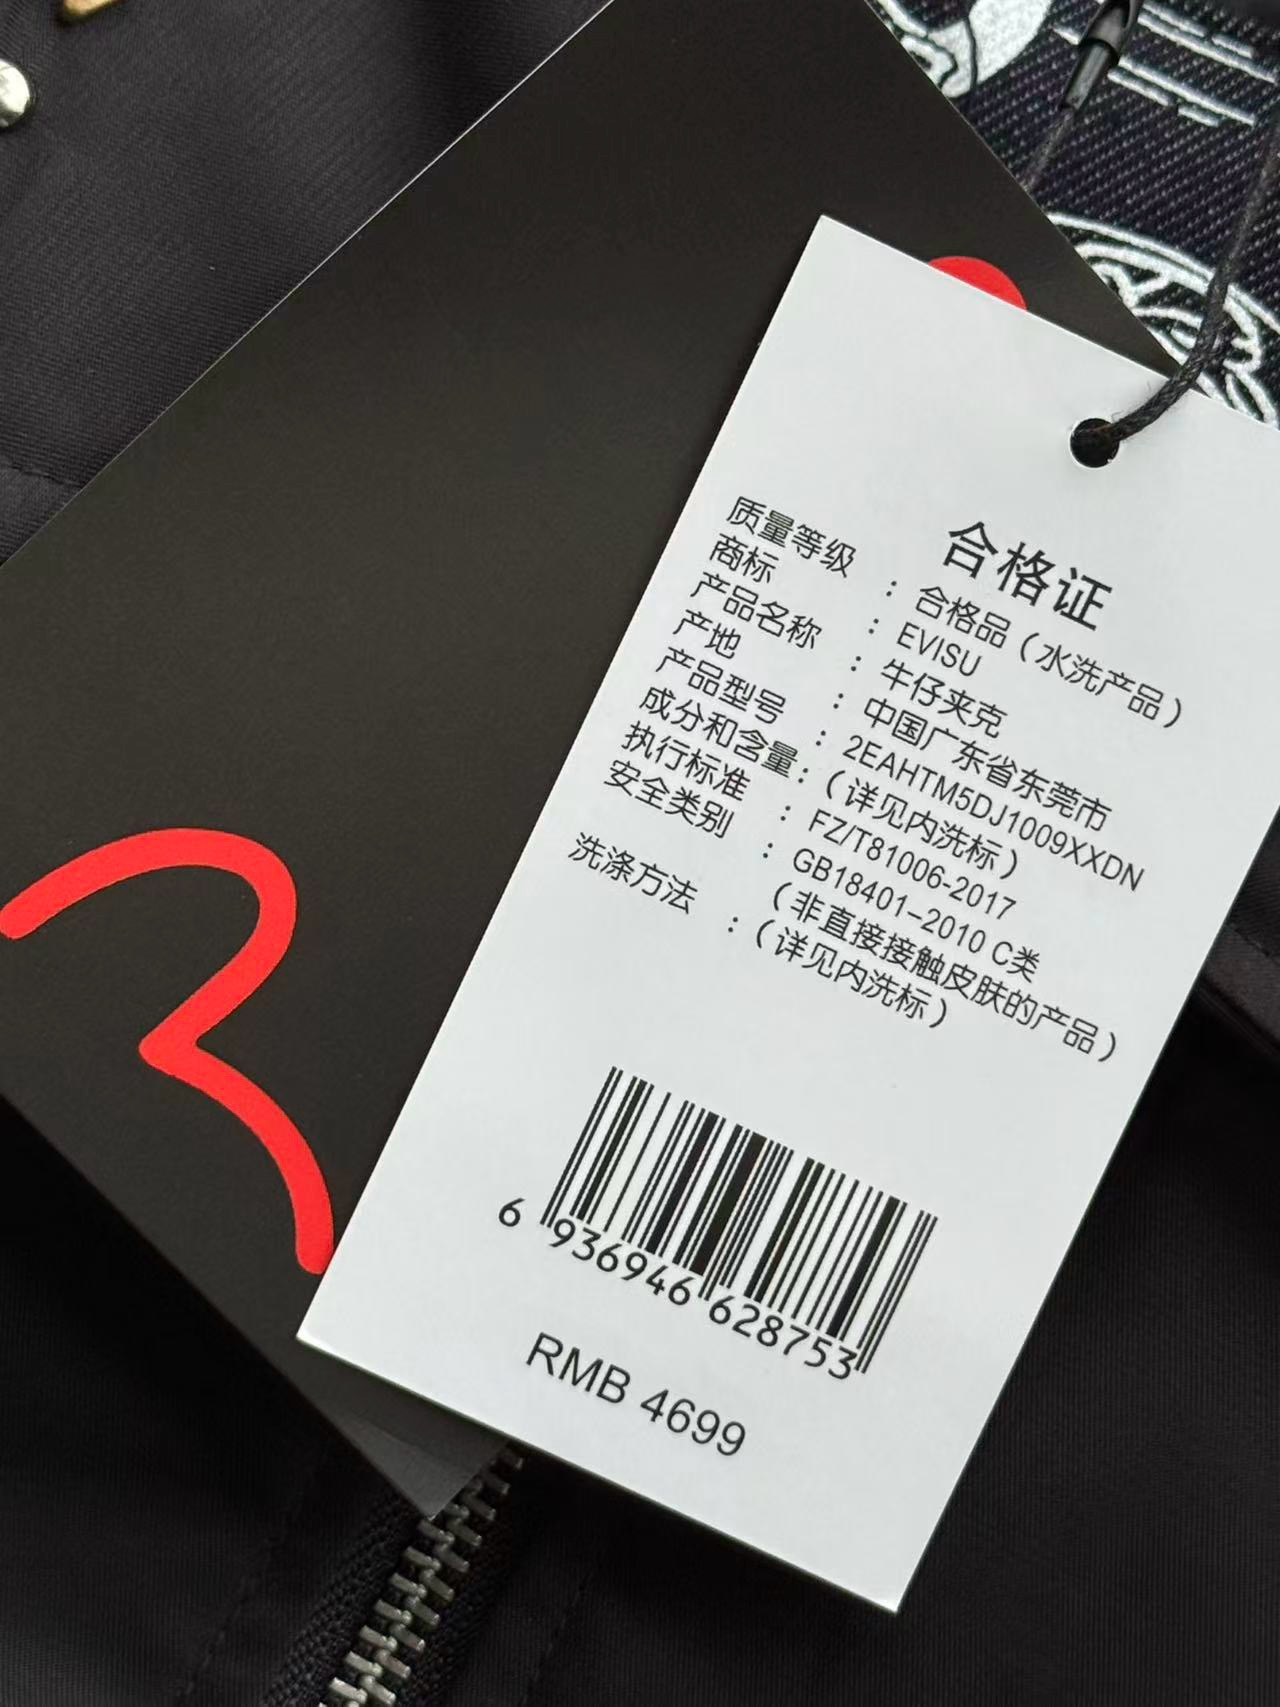 合格证
质量等级：合格品（水洗产品）
商标：EVISU
产品名称：牛仔夹克
产地：中国广东省东莞市
产品型号：2EAHTM5DJ1009XXDN
成分和含量：（详见内洗标）
执行标准：FZ/T81006-2017
安全类别：GB18401-2010 C类
（非直接接触皮肤的产品）
洗涤方法：（详见内洗标）
6 936946 628753
RMB 4699